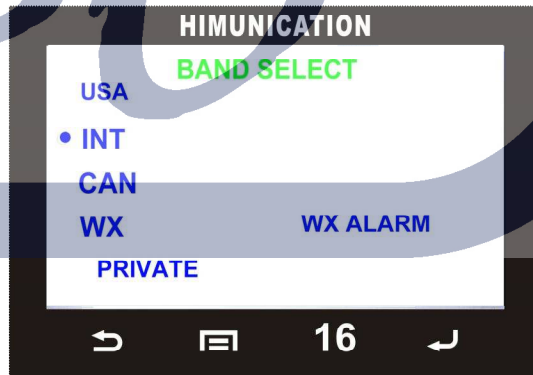 HIMUNICATION
BAND SELECT
USA
• INT
CAN
WX WX ALARM
PRIVATE
16